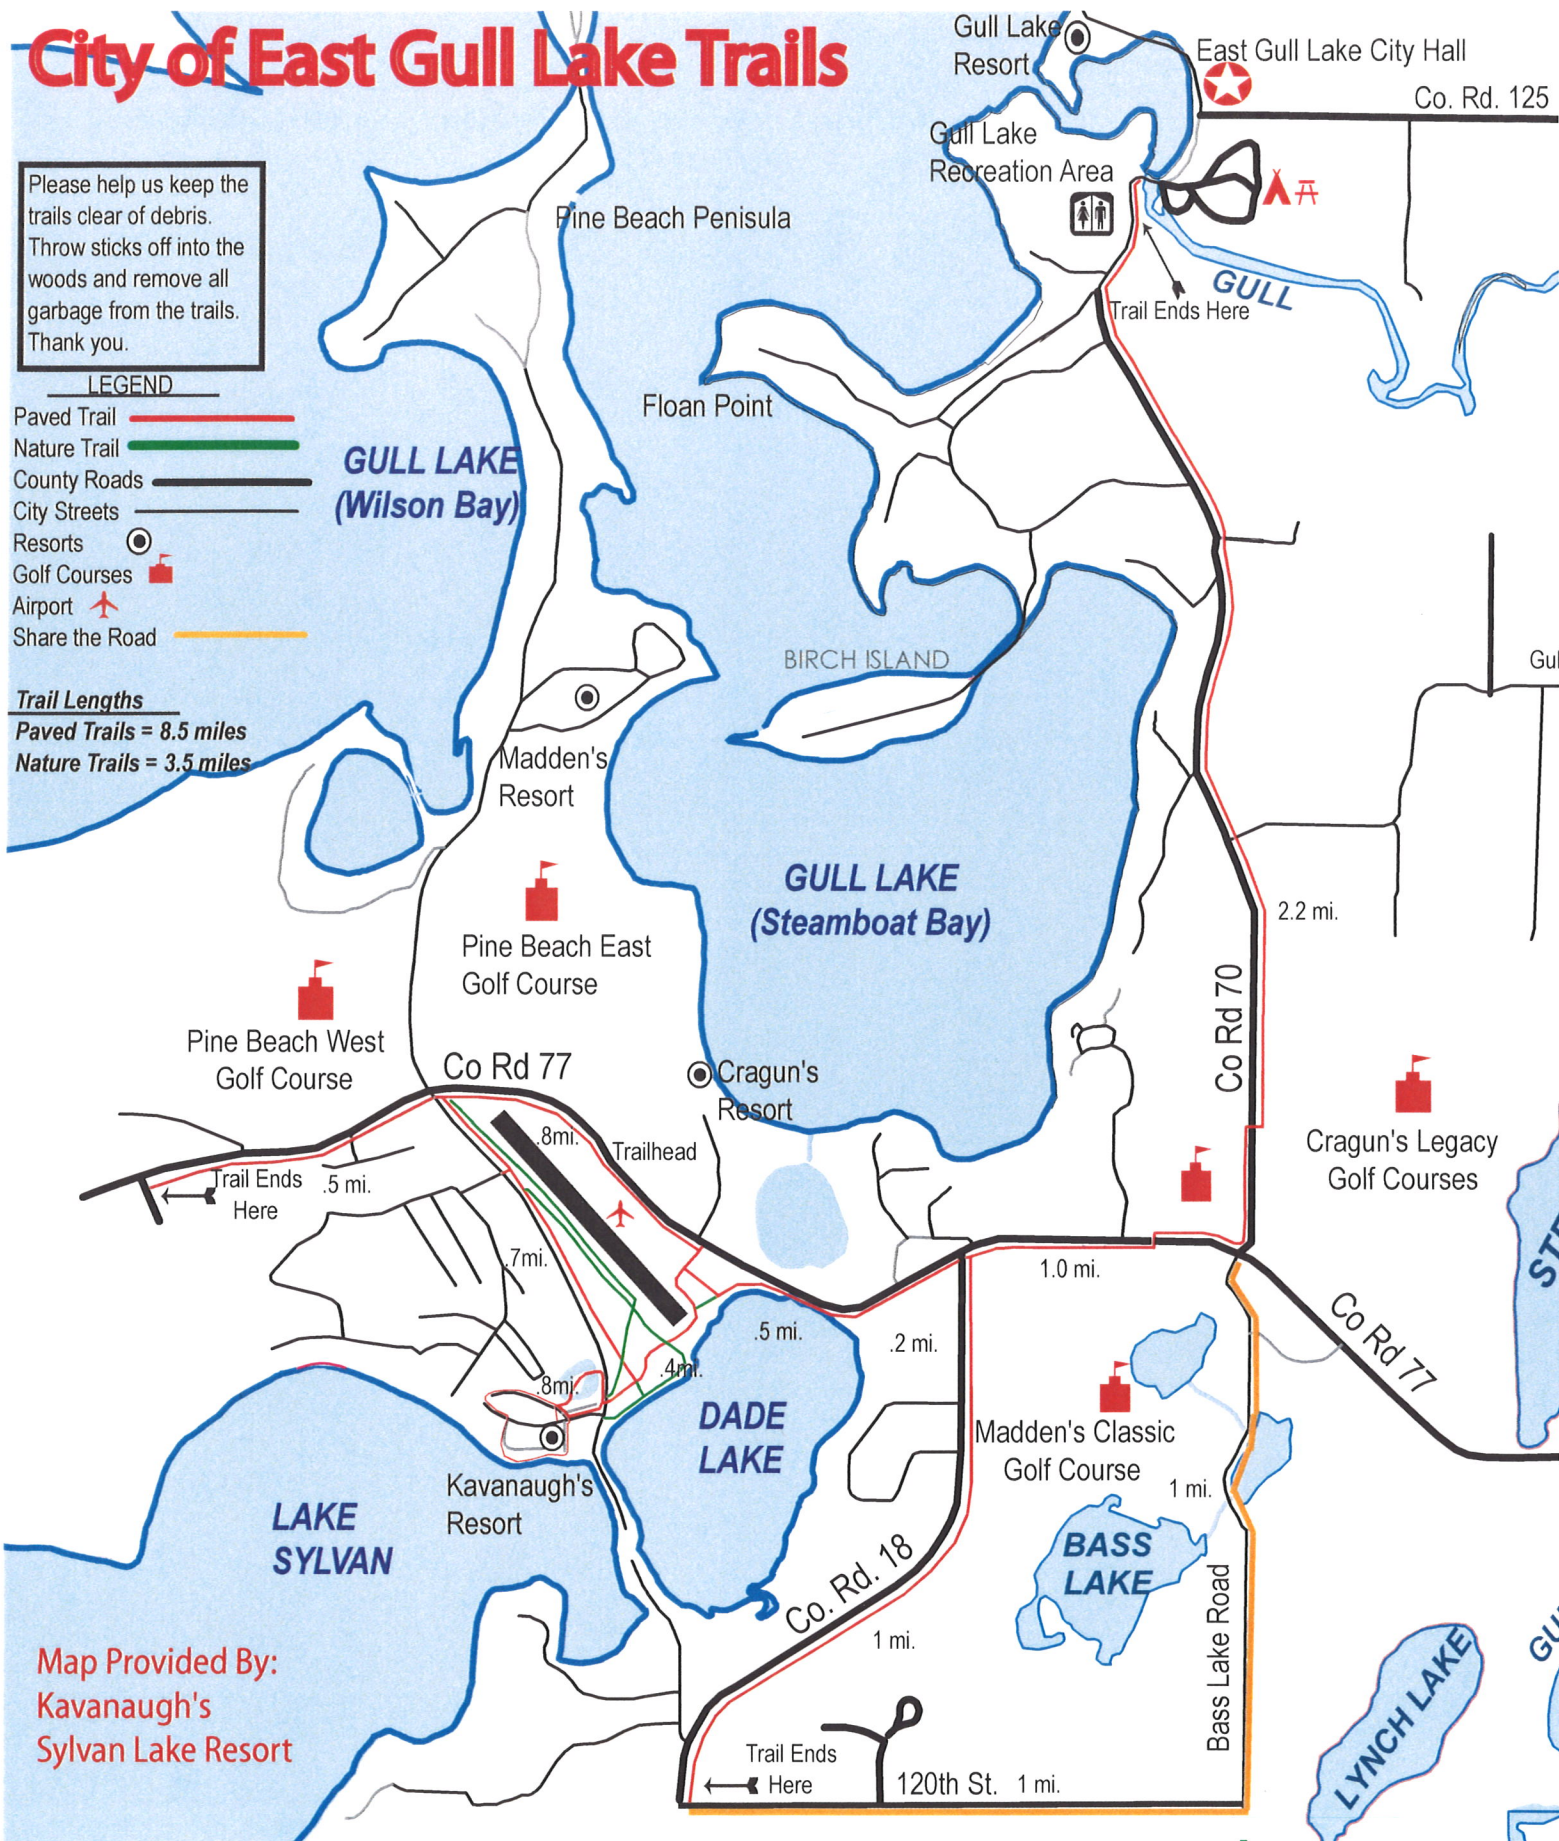 City of East Gull Lake Trails
Gull Lake
Resort
East Gull Lake City Hall
Co. Rd. 125
Gull Lake
Recreation Area
Please help us keep the
trails clear of debris.
Throw sticks off into the
woods and remove all
garbage from the trails.
Thank you.
Pine Beach Penisula
GULL
Trail Ends Here
LEGEND
Paved Trail
Nature Trail
County Roads
City Streets
Resorts
Golf Courses
Airport
Share the Road
Trail Lengths
Paved Trails = 8.5 miles
Nature Trails = 3.5 miles
Floan Point
GULL LAKE
(Wilson Bay)
BIRCH ISLAND
Gul
Madden's
Resort
GULL LAKE
(Steamboat Bay)
2.2 mi.
Pine Beach East
Golf Course
Pine Beach West
Golf Course
Co Rd 70
Co Rd 77
Cragun's
Resort
Cragun's Legacy
Golf Courses
.8mi.
Trailhead
Trail Ends
Here
.5 mi.
.7mi.
1.0 mi.
STE
Co Rd 77
.5 mi.
.2 mi.
.4mi.
.8mi.
DADE
LAKE
Madden's Classic
Golf Course
Kavanaugh's
Resort
1 mi.
LAKE
SYLVAN
BASS
LAKE
Co. Rd. 18
Bass Lake Road
1 mi.
GU
LYNCH LAKE
Map Provided By:
Kavanaugh's
Sylvan Lake Resort
Trail Ends
Here
120th St. 1 mi.